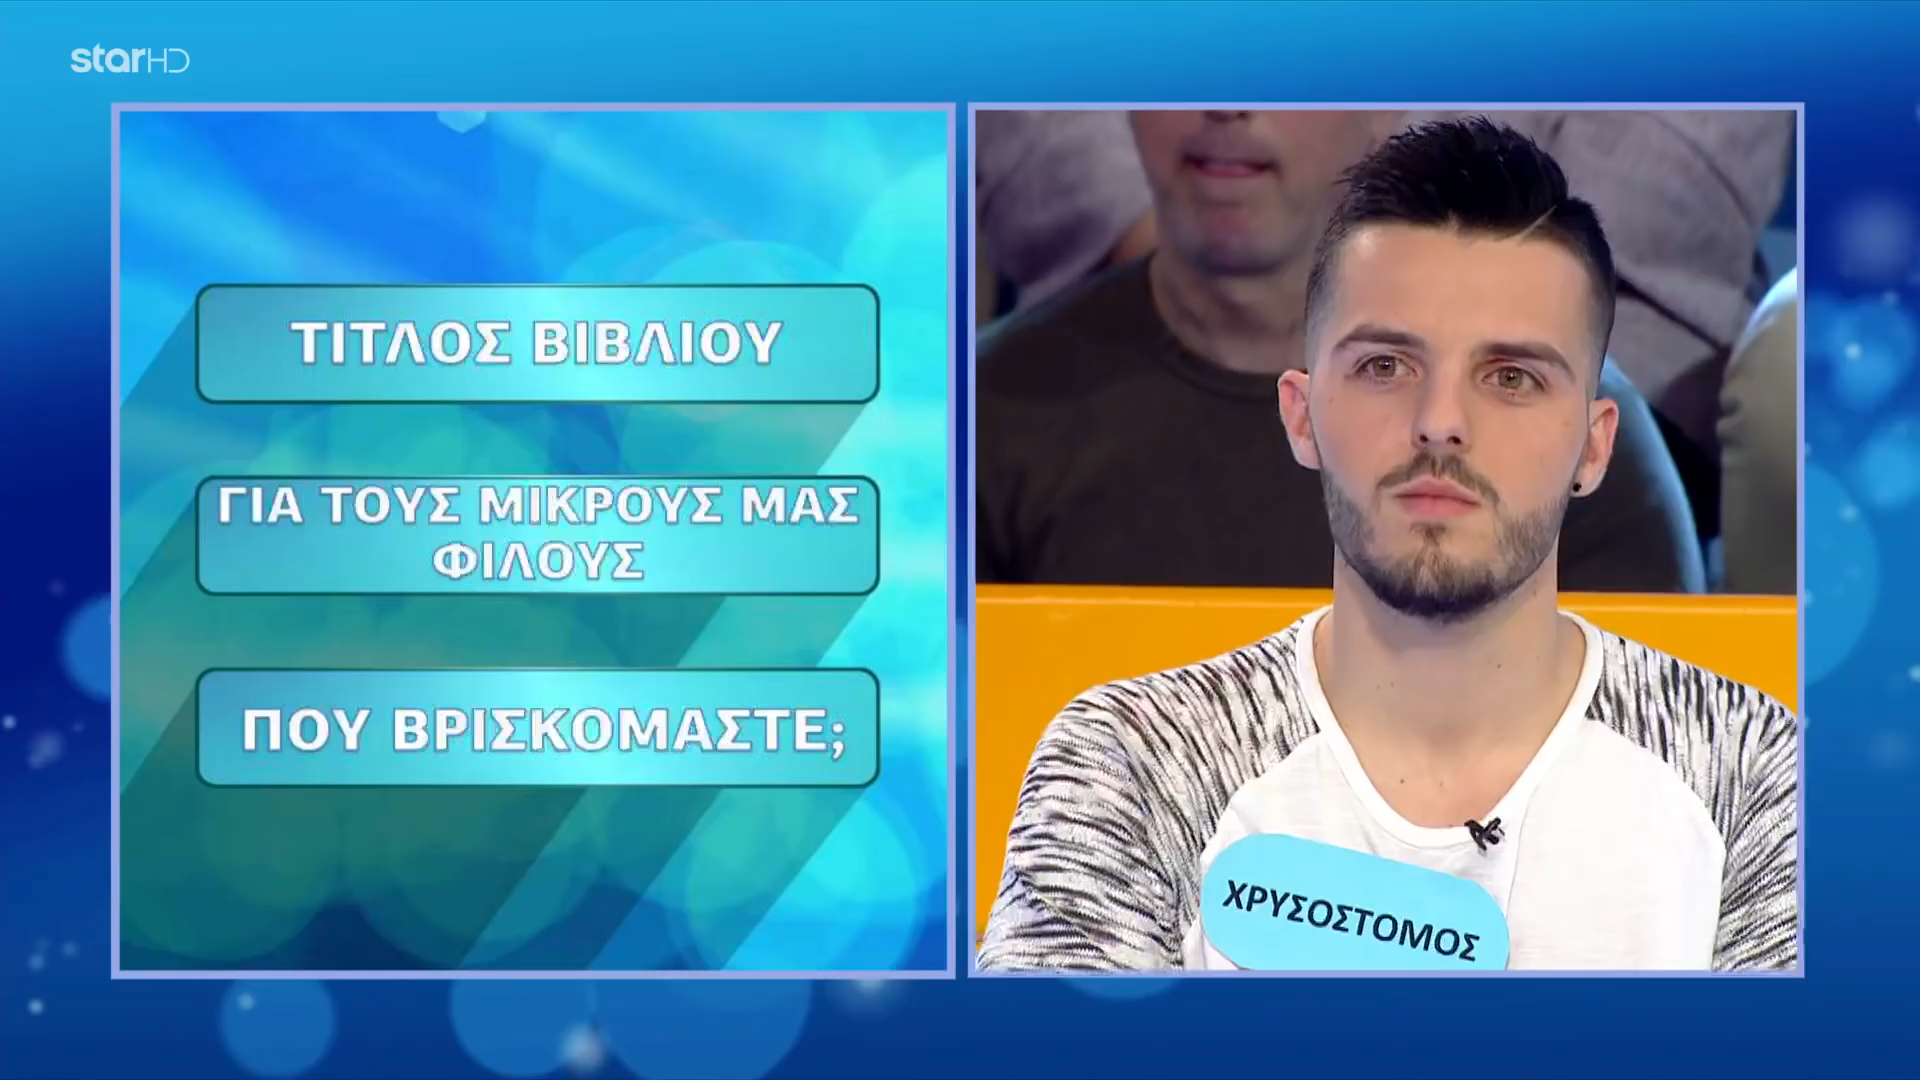 starHD
ΤΙΤΛΟΣ ΒΙΒΛΙΟΥ
ΓΙΑ ΤΟΥΣ ΜΙΚΡΟΥΣ ΜΑΣ
ΦΙΛΟΥΣ
ΠΟΥ ΒΡΙΣΚΟΜΑΣΤΕ;
ΧΡΥΣΟΣΤΟΜΟΣ